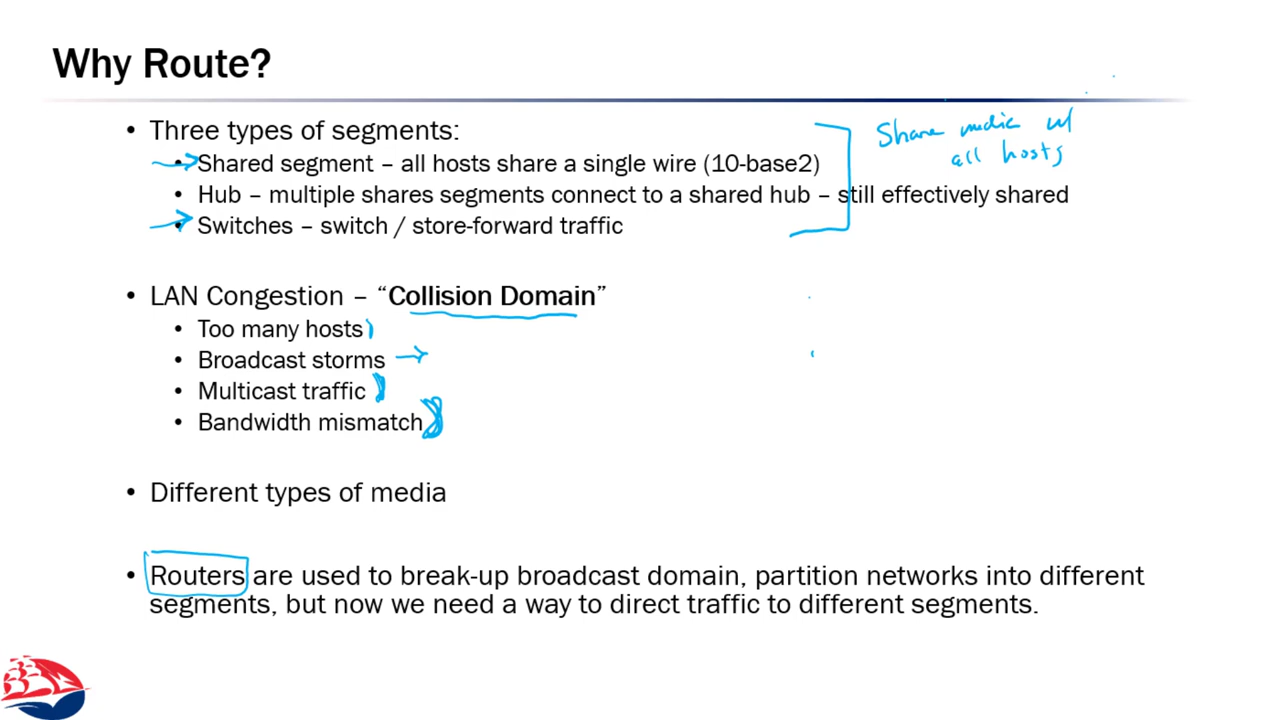 Why Route?
• Three types of segments:
Share media w/
all hosts
• Shared segment – all hosts share a single wire (10-base2)
• Hub – multiple shares segments connect to a shared hub – still effectively shared
• Switches – switch / store-forward traffic
• LAN Congestion – “Collision Domain”
• Too many hosts
• Broadcast storms
• Multicast traffic
• Bandwidth mismatch
• Different types of media
• Routers are used to break-up broadcast domain, partition networks into different
segments, but now we need a way to direct traffic to different segments.